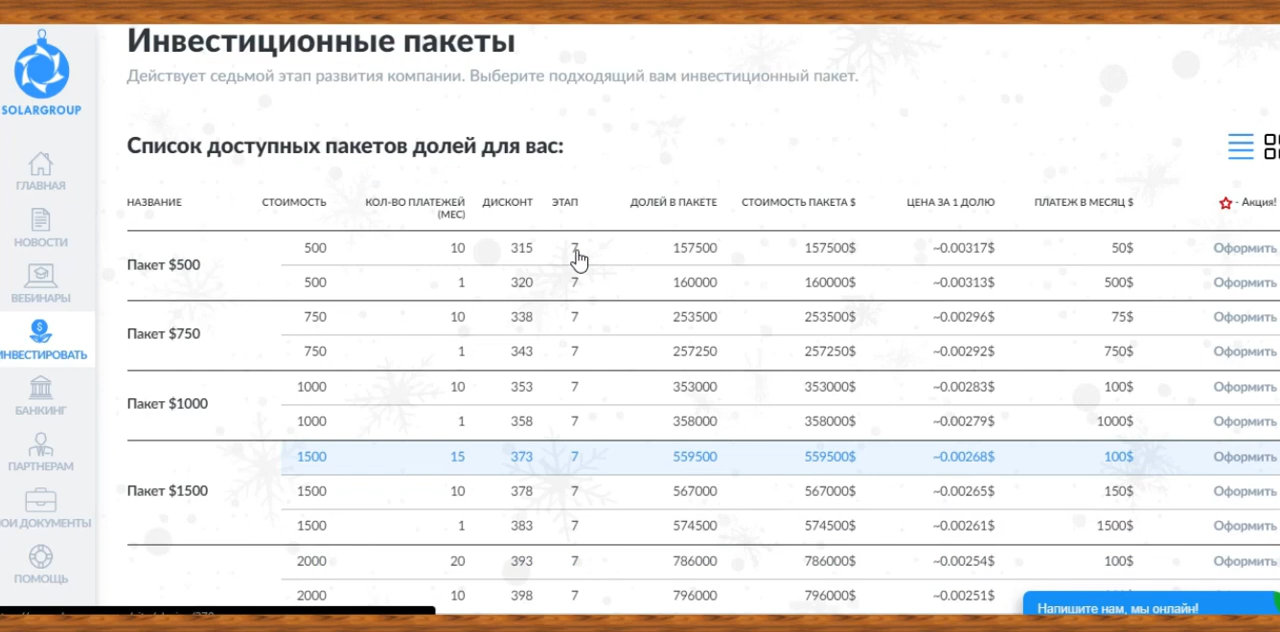 Инвестиционные пакеты
Действует седьмой этап развития компании. Выберите подходящий вам инвестиционный пакет.
SOLARGROUP
Список доступных пакетов долей для вас:
ГЛАВНАЯ
НОВОСТИ
ВЕБИНАРЫ
ИНВЕСТИРОВАТЬ
БАНКИНГ
ПАРТНЕРАМ
ОИ ДОКУМЕНТЫ
ПОМОЩЬ
НАЗВАНИЕ СТОИМОСТЬ КОЛ-ВО ПЛАТЕЖЕЙ (МЕС) ДИСКОНТ ЭТАП ДОЛЕЙ В ПАКЕТЕ СТОИМОСТЬ ПАКЕТА $ ЦЕНА ЗА 1 ДОЛЮ ПЛАТЕЖ В МЕСЯЦ $ - Акция!
Пакет $500
500 10 315 7 157500 157500$ ~0.00317$ 50$ Оформить
500 1 320 7 160000 160000$ ~0.00313$ 500$ Оформить
Пакет $750
750 10 338 7 253500 253500$ ~0.00296$ 75$ Оформить
750 1 343 7 257250 257250$ ~0.00292$ 750$ Оформить
Пакет $1000
1000 10 353 7 353000 353000$ ~0.00283$ 100$ Оформить
1000 1 358 7 358000 358000$ ~0.00279$ 1000$ Оформить
Пакет $1500
1500 15 373 7 559500 559500$ ~0.00268$ 100$ Оформить
1500 10 378 7 567000 567000$ ~0.00265$ 150$ Оформить
1500 1 383 7 574500 574500$ ~0.00261$ 1500$ Оформить
2000 20 393 7 786000 786000$ ~0.00254$ 100$ Оформить
2000 10 398 7 796000 796000$ ~0.00251$
Напишите нам, мы онлайн!